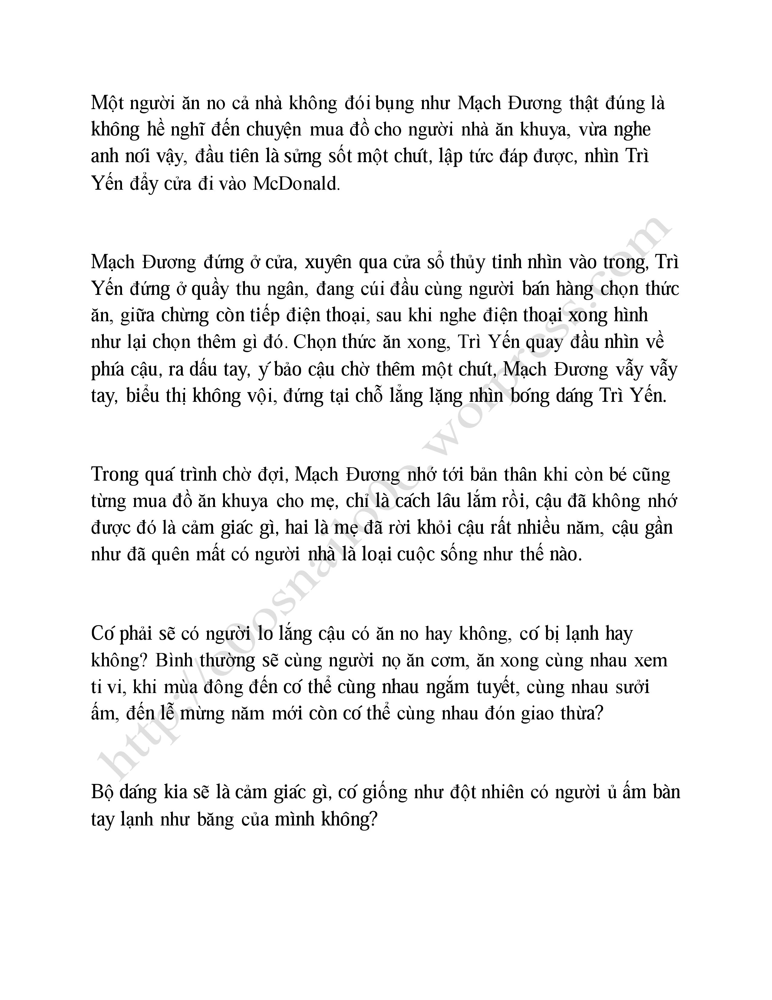 Một người ăn no cả nhà không đói bụng như Mạch Đương thật đúng là
không hề nghĩ đến chuyện mua đồ cho người nhà ăn khuya, vừa nghe
anh nói vậy, đầu tiên là sửng sốt một chút, lập tức đáp được, nhìn Trì
Yến đẩy cửa đi vào McDonald.
Mạch Đương đứng ở cửa, xuyên qua cửa sổ thủy tinh nhìn vào trong, Trì
Yến đứng ở quầy thu ngân, đang cúi đầu cùng người bán hàng chọn thức
ăn, giữa chừng còn tiếp điện thoại, sau khi nghe điện thoại xong hình
như lại chọn thêm gì đó. Chọn thức ăn xong, Trì Yến quay đầu nhìn về
phía cậu, ra dấu tay, ý bảo cậu chờ thêm một chút, Mạch Đương vẫy vẫy
tay, biểu thị không vội, đứng tại chỗ lẳng lặng nhìn bóng dáng Trì Yến.
Trong quá trình chờ đợi, Mạch Đương nhớ tới bản thân khi còn bé cũng
từng mua đồ ăn khuya cho mẹ, chỉ là cách lâu lắm rồi, cậu đã không nhớ
được đó là cảm giác gì, hai là mẹ đã rời khỏi cậu rất nhiều năm, cậu gần
như đã quên mất có người nhà là loại cuộc sống như thế nào.
Có phải sẽ có người lo lắng cậu có ăn no hay không, có bị lạnh hay
không? Bình thường sẽ cùng người nọ ăn cơm, ăn xong cùng nhau xem
ti vi, khi mùa đông đến có thể cùng nhau ngắm tuyết, cùng nhau sưởi
ấm, đến lễ mừng năm mới còn có thể cùng nhau đón giao thừa?
Bộ dáng kia sẽ là cảm giác gì, có giống như đột nhiên có người ủ ấm bàn
tay lạnh như băng của mình không?
http://o0osnailo0o.worpress.com